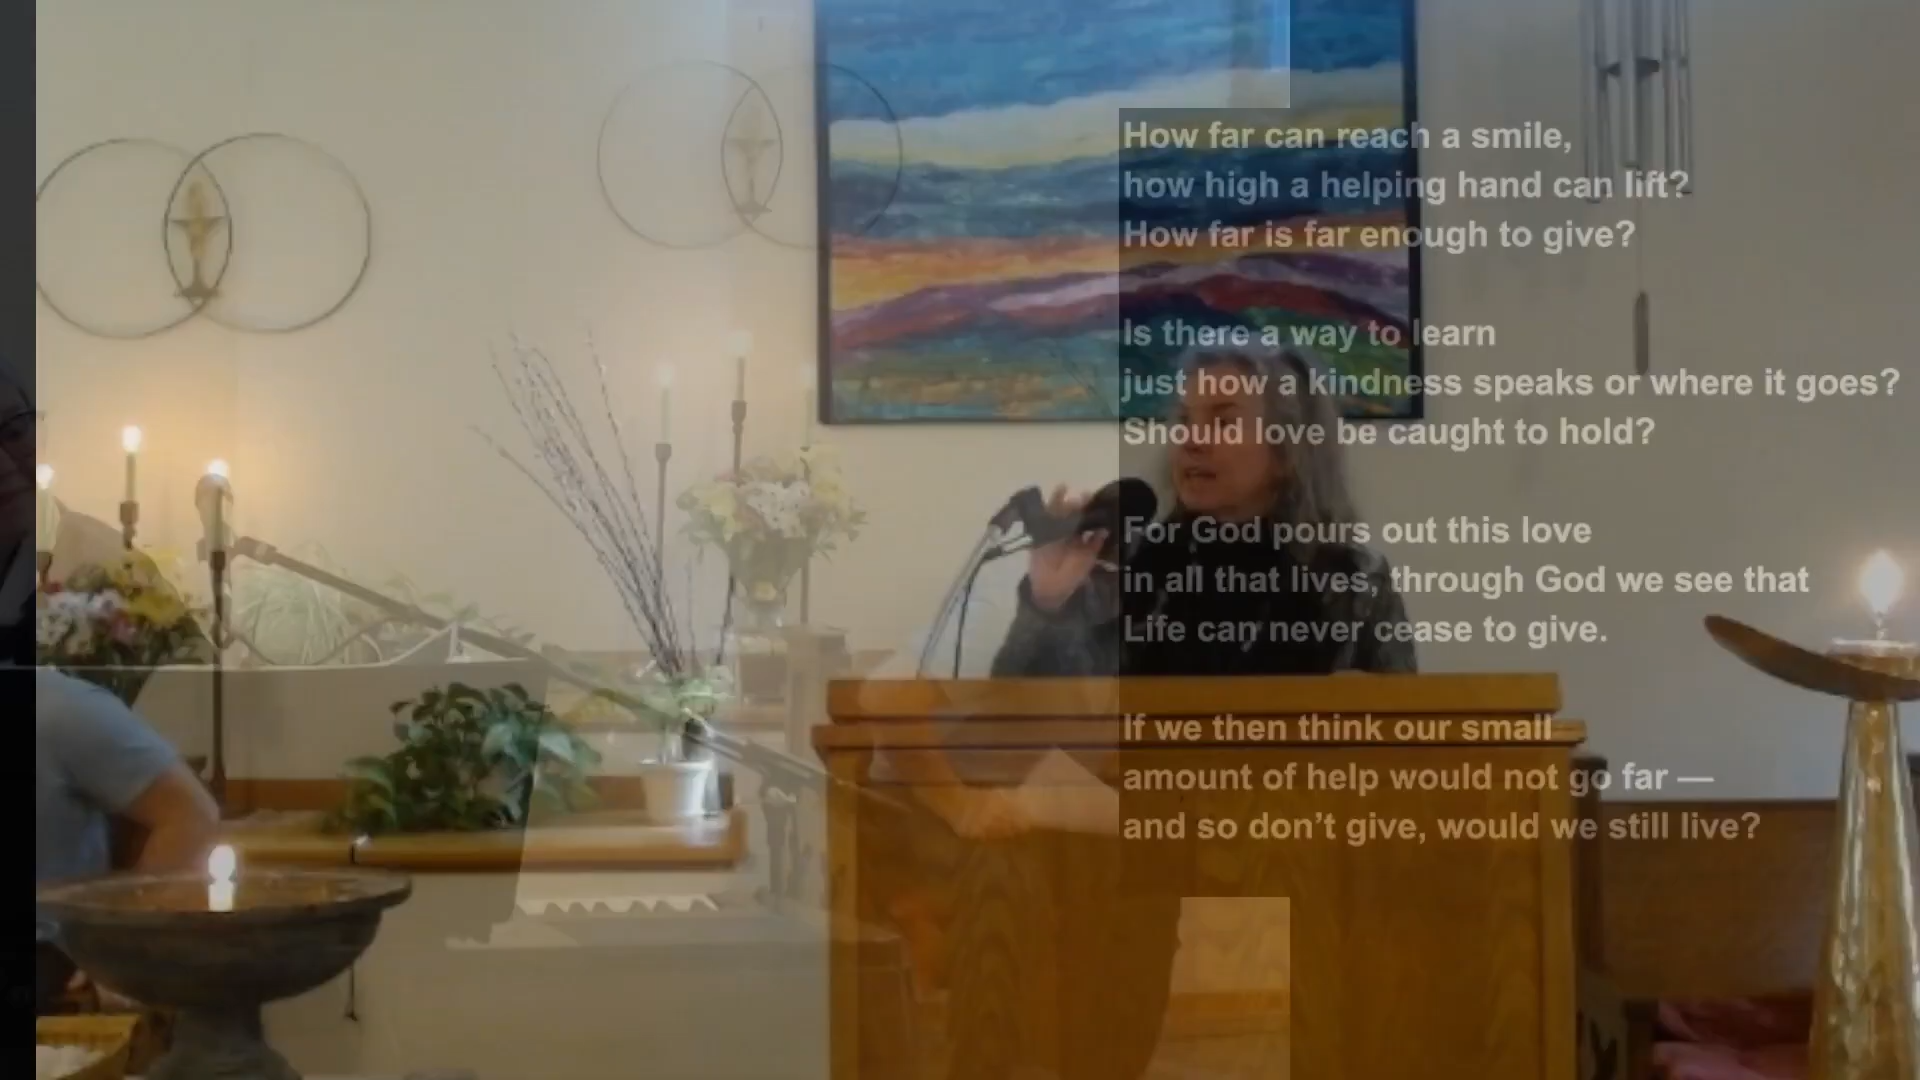 How far can reach a smile,
how high a helping hand can lift?
How far is far enough to give?
Is there a way to learn
just how a kindness speaks or where it goes?
Should love be caught to hold?
For God pours out this love
in all that lives, through God we see that
Life can never cease to give.
If we then think our small
amount of help would not go far —
and so don’t give, would we still live?